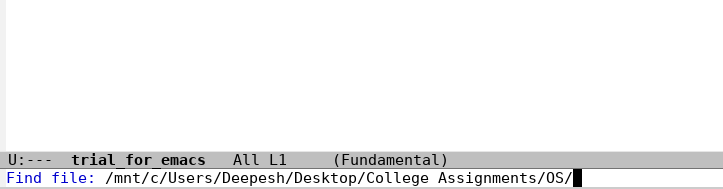 U:---  trial_for_emacs   All L1     (Fundamental)
Find file: /mnt/c/Users/Deepesh/Desktop/College Assignments/OS/